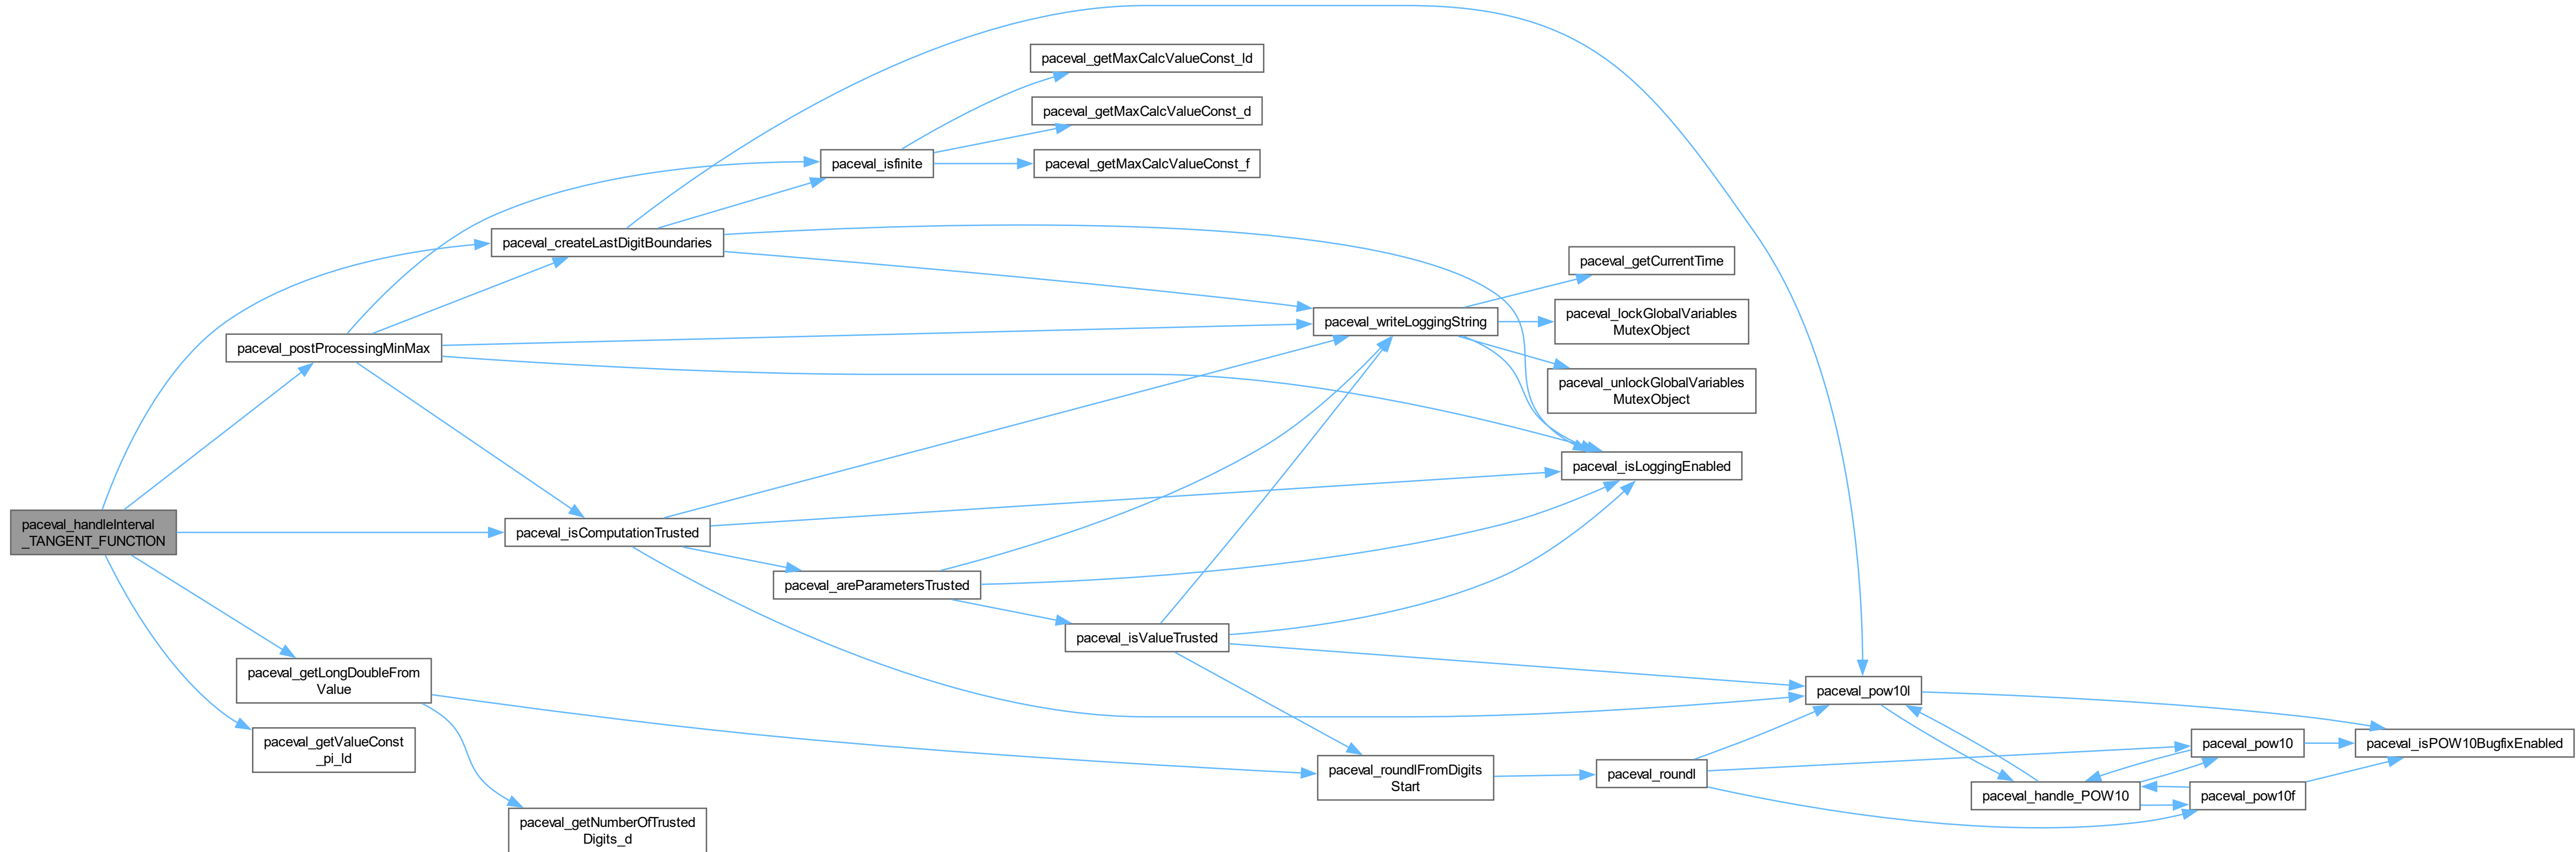 paceval_handleInterval
_TANGENT_FUNCTION
paceval_postProcessingMinMax
paceval_getLongDoubleFrom
Value
paceval_getValueConst
_pi_ld
paceval_createLastDigitBoundaries
paceval_isComputationTrusted
paceval_getNumberOfTrusted
Digits_d
paceval_isfinite
paceval_areParametersTrusted
paceval_getMaxCalcValueConst_ld
paceval_getMaxCalcValueConst_d
paceval_getMaxCalcValueConst_f
paceval_isValueTrusted
paceval_writeLoggingString
paceval_roundlFromDigits
Start
paceval_getCurrentTime
paceval_lockGlobalVariables
MutexObject
paceval_unlockGlobalVariables
MutexObject
paceval_isLoggingEnabled
paceval_roundl
paceval_pow10l
paceval_handle_POW10
paceval_pow10
paceval_pow10f
paceval_isPOW10BugfixEnabled